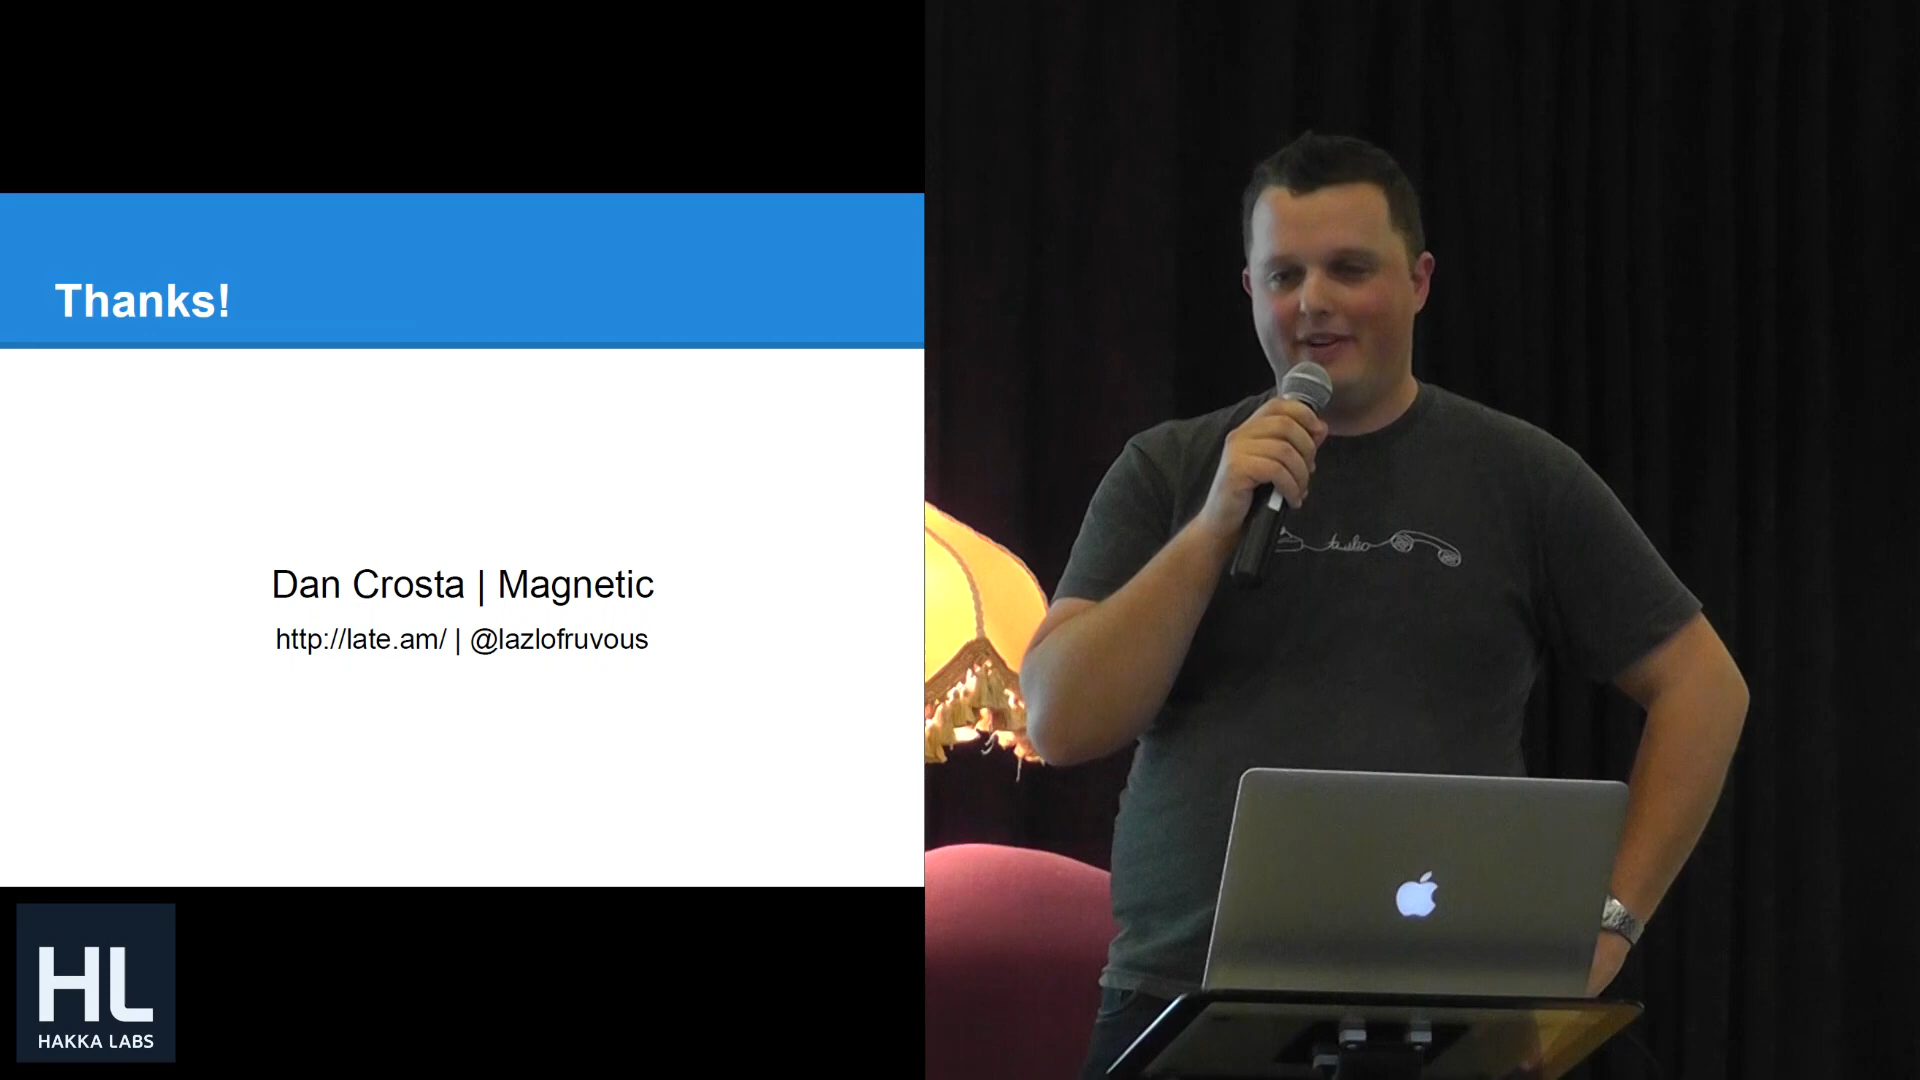 Thanks!
Dan Crosta | Magnetic
http://late.am/ | @lazlofruvous
HL
HAKKA LABS